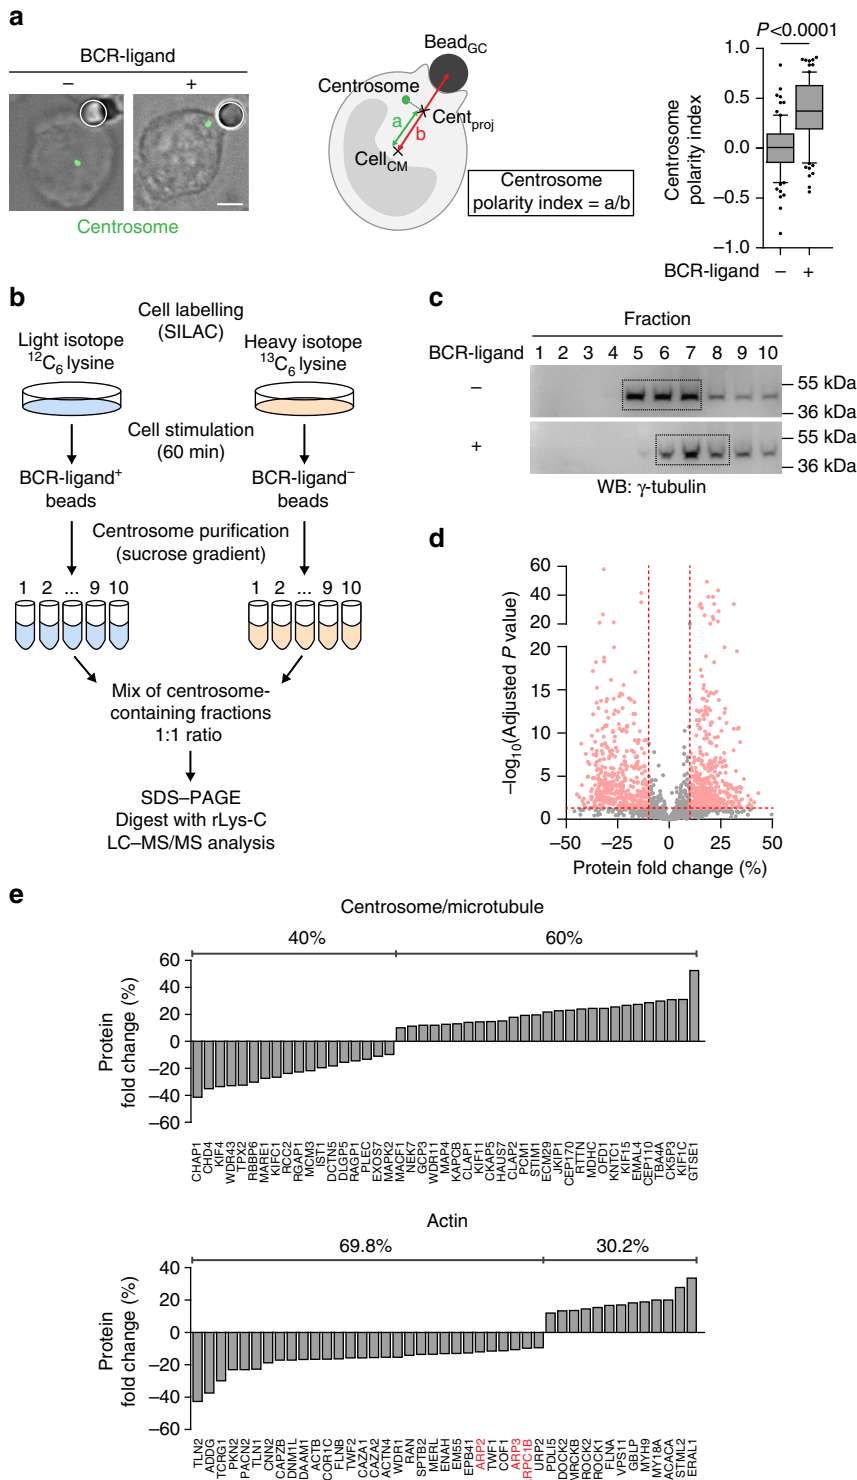 a
BCR-ligand
– +
Centrosome
Bead_GC
Centrosome
Cent_proj
a
b
Cell_CM
Centrosome
polarity index = a/b
P<0.0001
Centrosome
polarity index
1.0
0.5
0.0
–0.5
–1.0
BCR-ligand – +
b
Cell labelling
(SILAC)
Light isotope
¹²C₆ lysine
Heavy isotope
¹³C₆ lysine
Cell stimulation
(60 min)
BCR-ligand⁺
beads
BCR-ligand⁻
beads
Centrosome purification
(sucrose gradient)
1 2 ... 9 10
1 2 ... 9 10
Mix of centrosome-
containing fractions
1:1 ratio
SDS–PAGE
Digest with rLys-C
LC–MS/MS analysis
c
Fraction
BCR-ligand 1 2 3 4 5 6 7 8 9 10
–
55 kDa
36 kDa
+
55 kDa
36 kDa
WB: γ-tubulin
d
–log₁₀(Adjusted P value)
60
40
20
20
15
10
5
0
–50 –25 0 25 50
Protein fold change (%)
e
Centrosome/microtubule
40% 60%
Protein
fold change (%)
60
40
20
0
–20
–40
–60
CHAP1
CHD4
KIF4
WDR43
TPX2
RBBP6
MARE1
KIFC1
RCC2
RGAP1
MCM3
IST1
DCTN5
DLGP5
RAGP1
PLEC
EXOS7
MAPK2
MACF1
NEK7
GCP3
WDR11
MAP4
KAPCB
CLAP1
KIF11
CKAP5
HAUS7
CLAP2
PCM1
STIM1
ECM29
JKIP1
CEP170
RTTN
MDHC
OFD1
KNTC1
KIF15
EMAL4
CEP110
TBA4A
CK5P3
KIF1C
GTSE1
Actin
69.8% 30.2%
Protein
fold change (%)
40
20
0
–20
–40
–60
TLN2
ADDG
TCRG1
PKN2
PACN2
TLN1
CNN2
CAPZB
DNM1L
DAAM1
ACTB
COR1C
FLNB
TWF2
CAZA1
CAZA2
ACTN4
WDR1
RAN
SPTB2
MERL
ENAH
EM55
EPB41
ARP2
TWF1
COF1
ARP3
ARPC1B
URP2
PDLI5
DOCK2
MRCKB
ROCK2
ROCK1
FLNA
VPS11
GBLP
MYH9
MY18A
ACACA
STML2
ERAL1